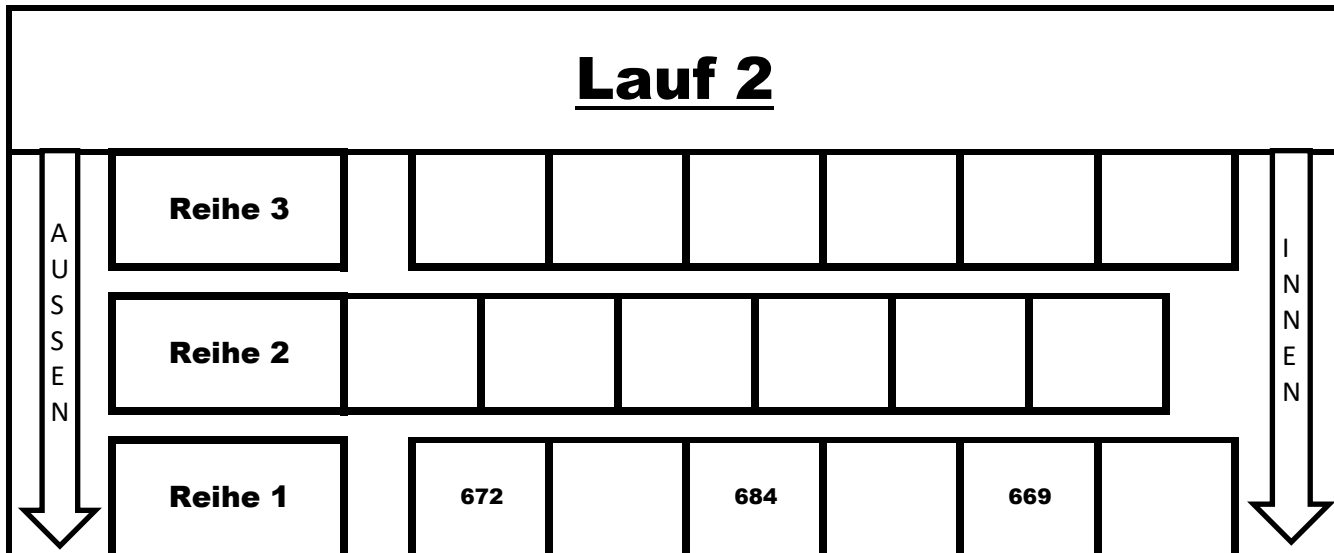 Lauf 2
AUSSEN
Reihe 3
INNEN
Reihe 2
Reihe 1 672 684 669